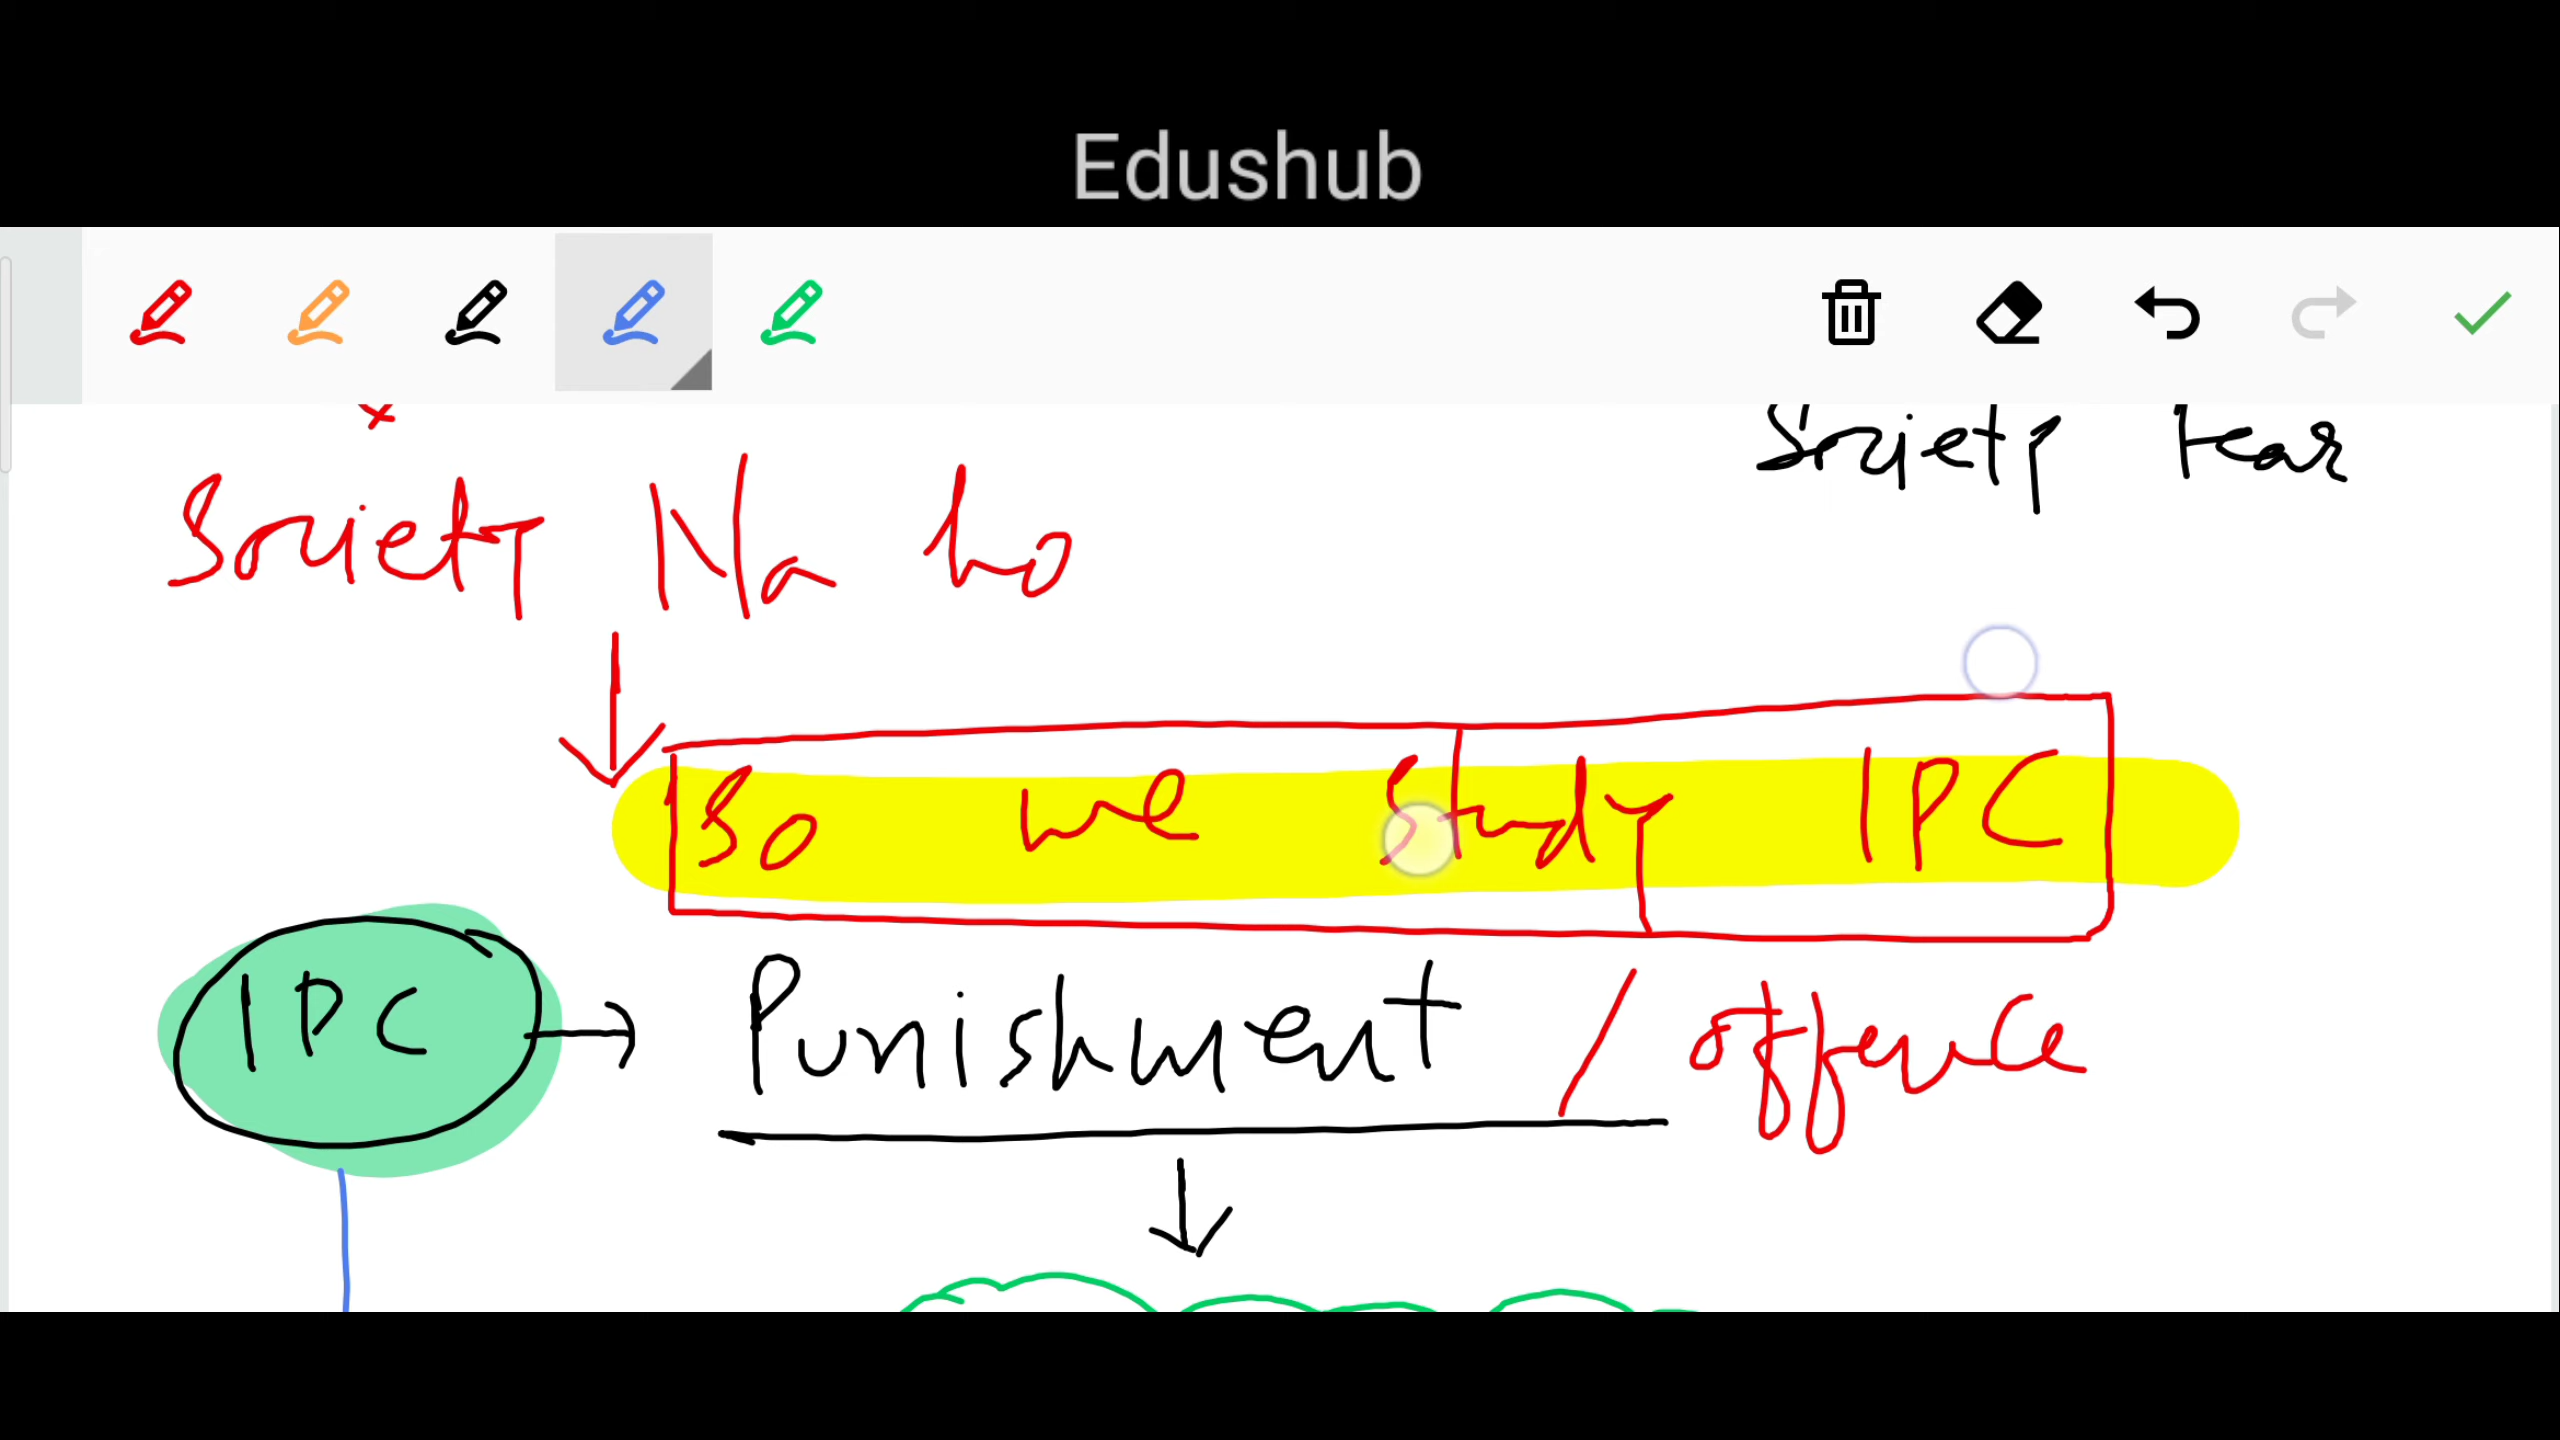 Edushub
Society fear
Society Na ho
So we study IPC
IPC → Punishment / offence